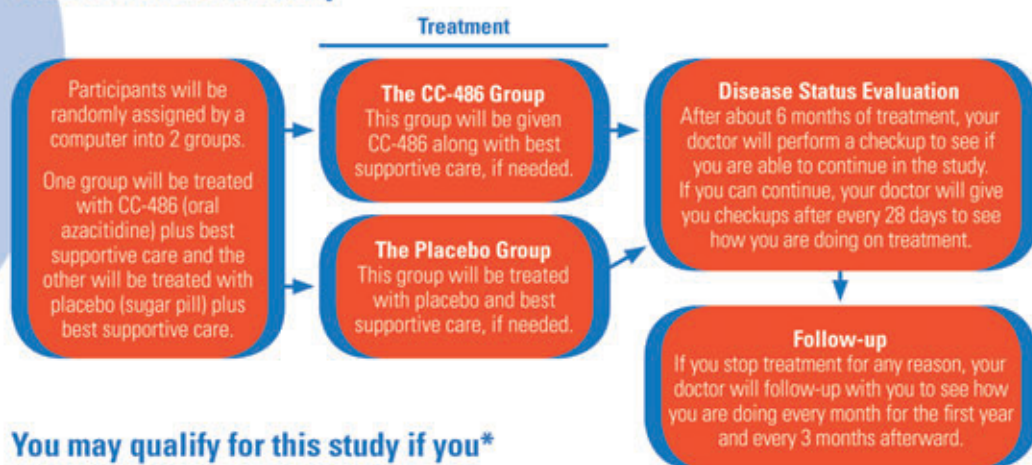 Treatment
Participants will be
randomly assigned by a
computer into 2 groups.
One group will be treated
with CC-486 (oral
azacitidine) plus best
supportive care and the
other will be treated with
placebo (sugar pill) plus
best supportive care.
The CC-486 Group
This group will be given
CC-486 along with best
supportive care, if needed.
The Placebo Group
This group will be treated
with placebo and best
supportive care, if needed.
Disease Status Evaluation
After about 6 months of treatment, your
doctor will perform a checkup to see if
you are able to continue in the study.
If you can continue, your doctor will give
you checkups after every 28 days to see
how you are doing on treatment.
Follow-up
If you stop treatment for any reason, your
doctor will follow-up with you to see how
you are doing every month for the first year
and every 3 months afterward.
You may qualify for this study if you*